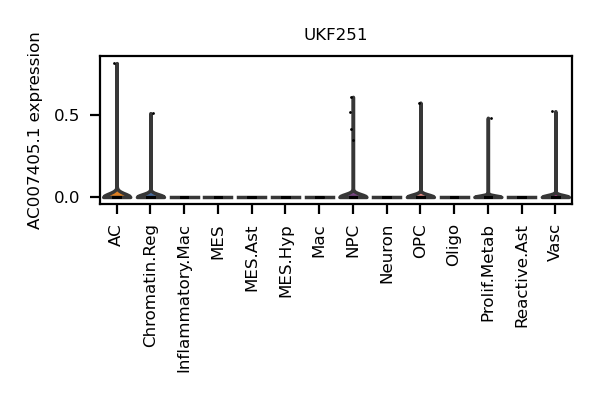 UKF251
AC007405.1 expression
0.5
0.0
AC
Chromatin.Reg
Inflammatory.Mac
MES
MES.Ast
MES.Hyp
Mac
NPC
Neuron
OPC
Oligo
Prolif.Metab
Reactive.Ast
Vasc